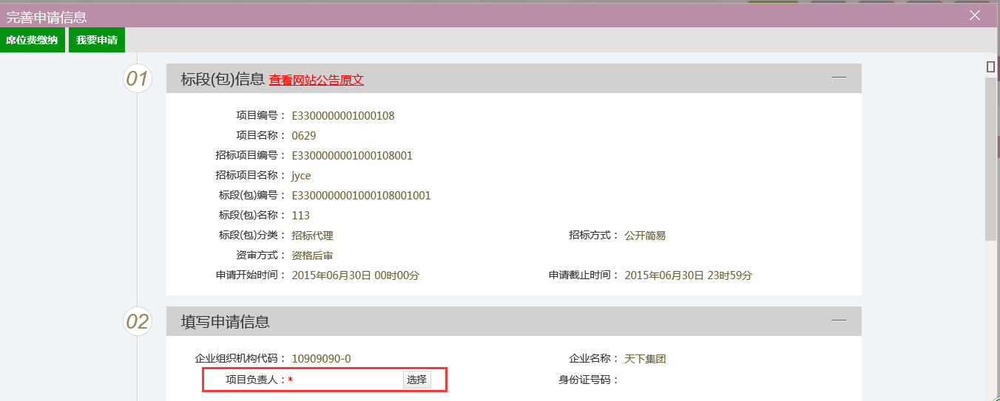 完善申请信息
席位费缴纳 我要申请
01 标段(包)信息 查看网站公告原文
项目编号： E3300000001000108
项目名称： 0629
招标项目编号： E3300000001000108001
招标项目名称： jyce
标段(包)编号： E3300000001000108001001
标段(包)名称： 113
标段(包)分类： 招标代理 招标方式： 公开简易
资审方式： 资格后审
申请开始时间： 2015年06月30日 00时00分 申请截止时间： 2015年06月30日 23时59分
02 填写申请信息
企业组织机构代码： 10909090-0 企业名称： 天下集团
项目负责人：* 选择 身份证号码：